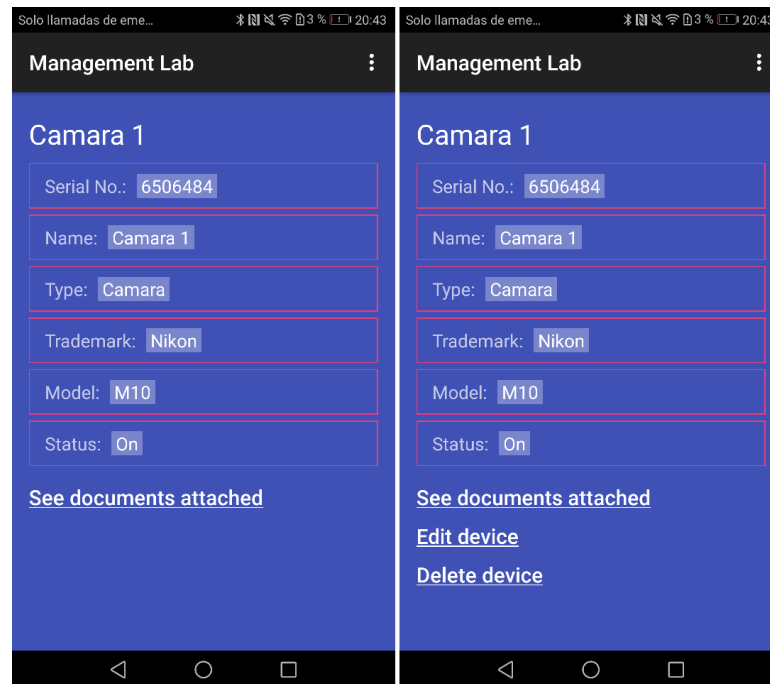 Solo llamadas de eme... 3 % 20:43
Management Lab
Camara 1
Serial No.: 6506484
Name: Camara 1
Type: Camara
Trademark: Nikon
Model: M10
Status: On
See documents attached
Solo llamadas de eme... 3 % 20:43
Management Lab
Camara 1
Serial No.: 6506484
Name: Camara 1
Type: Camara
Trademark: Nikon
Model: M10
Status: On
See documents attached
Edit device
Delete device